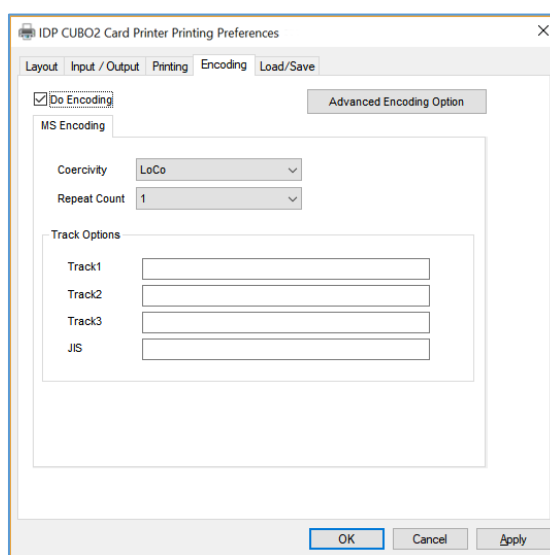 IDP CUBO2 Card Printer Printing Preferences
Layout Input / Output Printing Encoding Load/Save
Do Encoding Advanced Encoding Option
MS Encoding
Coercivity LoCo
Repeat Count 1
Track Options
Track1
Track2
Track3
JIS
OK Cancel Apply